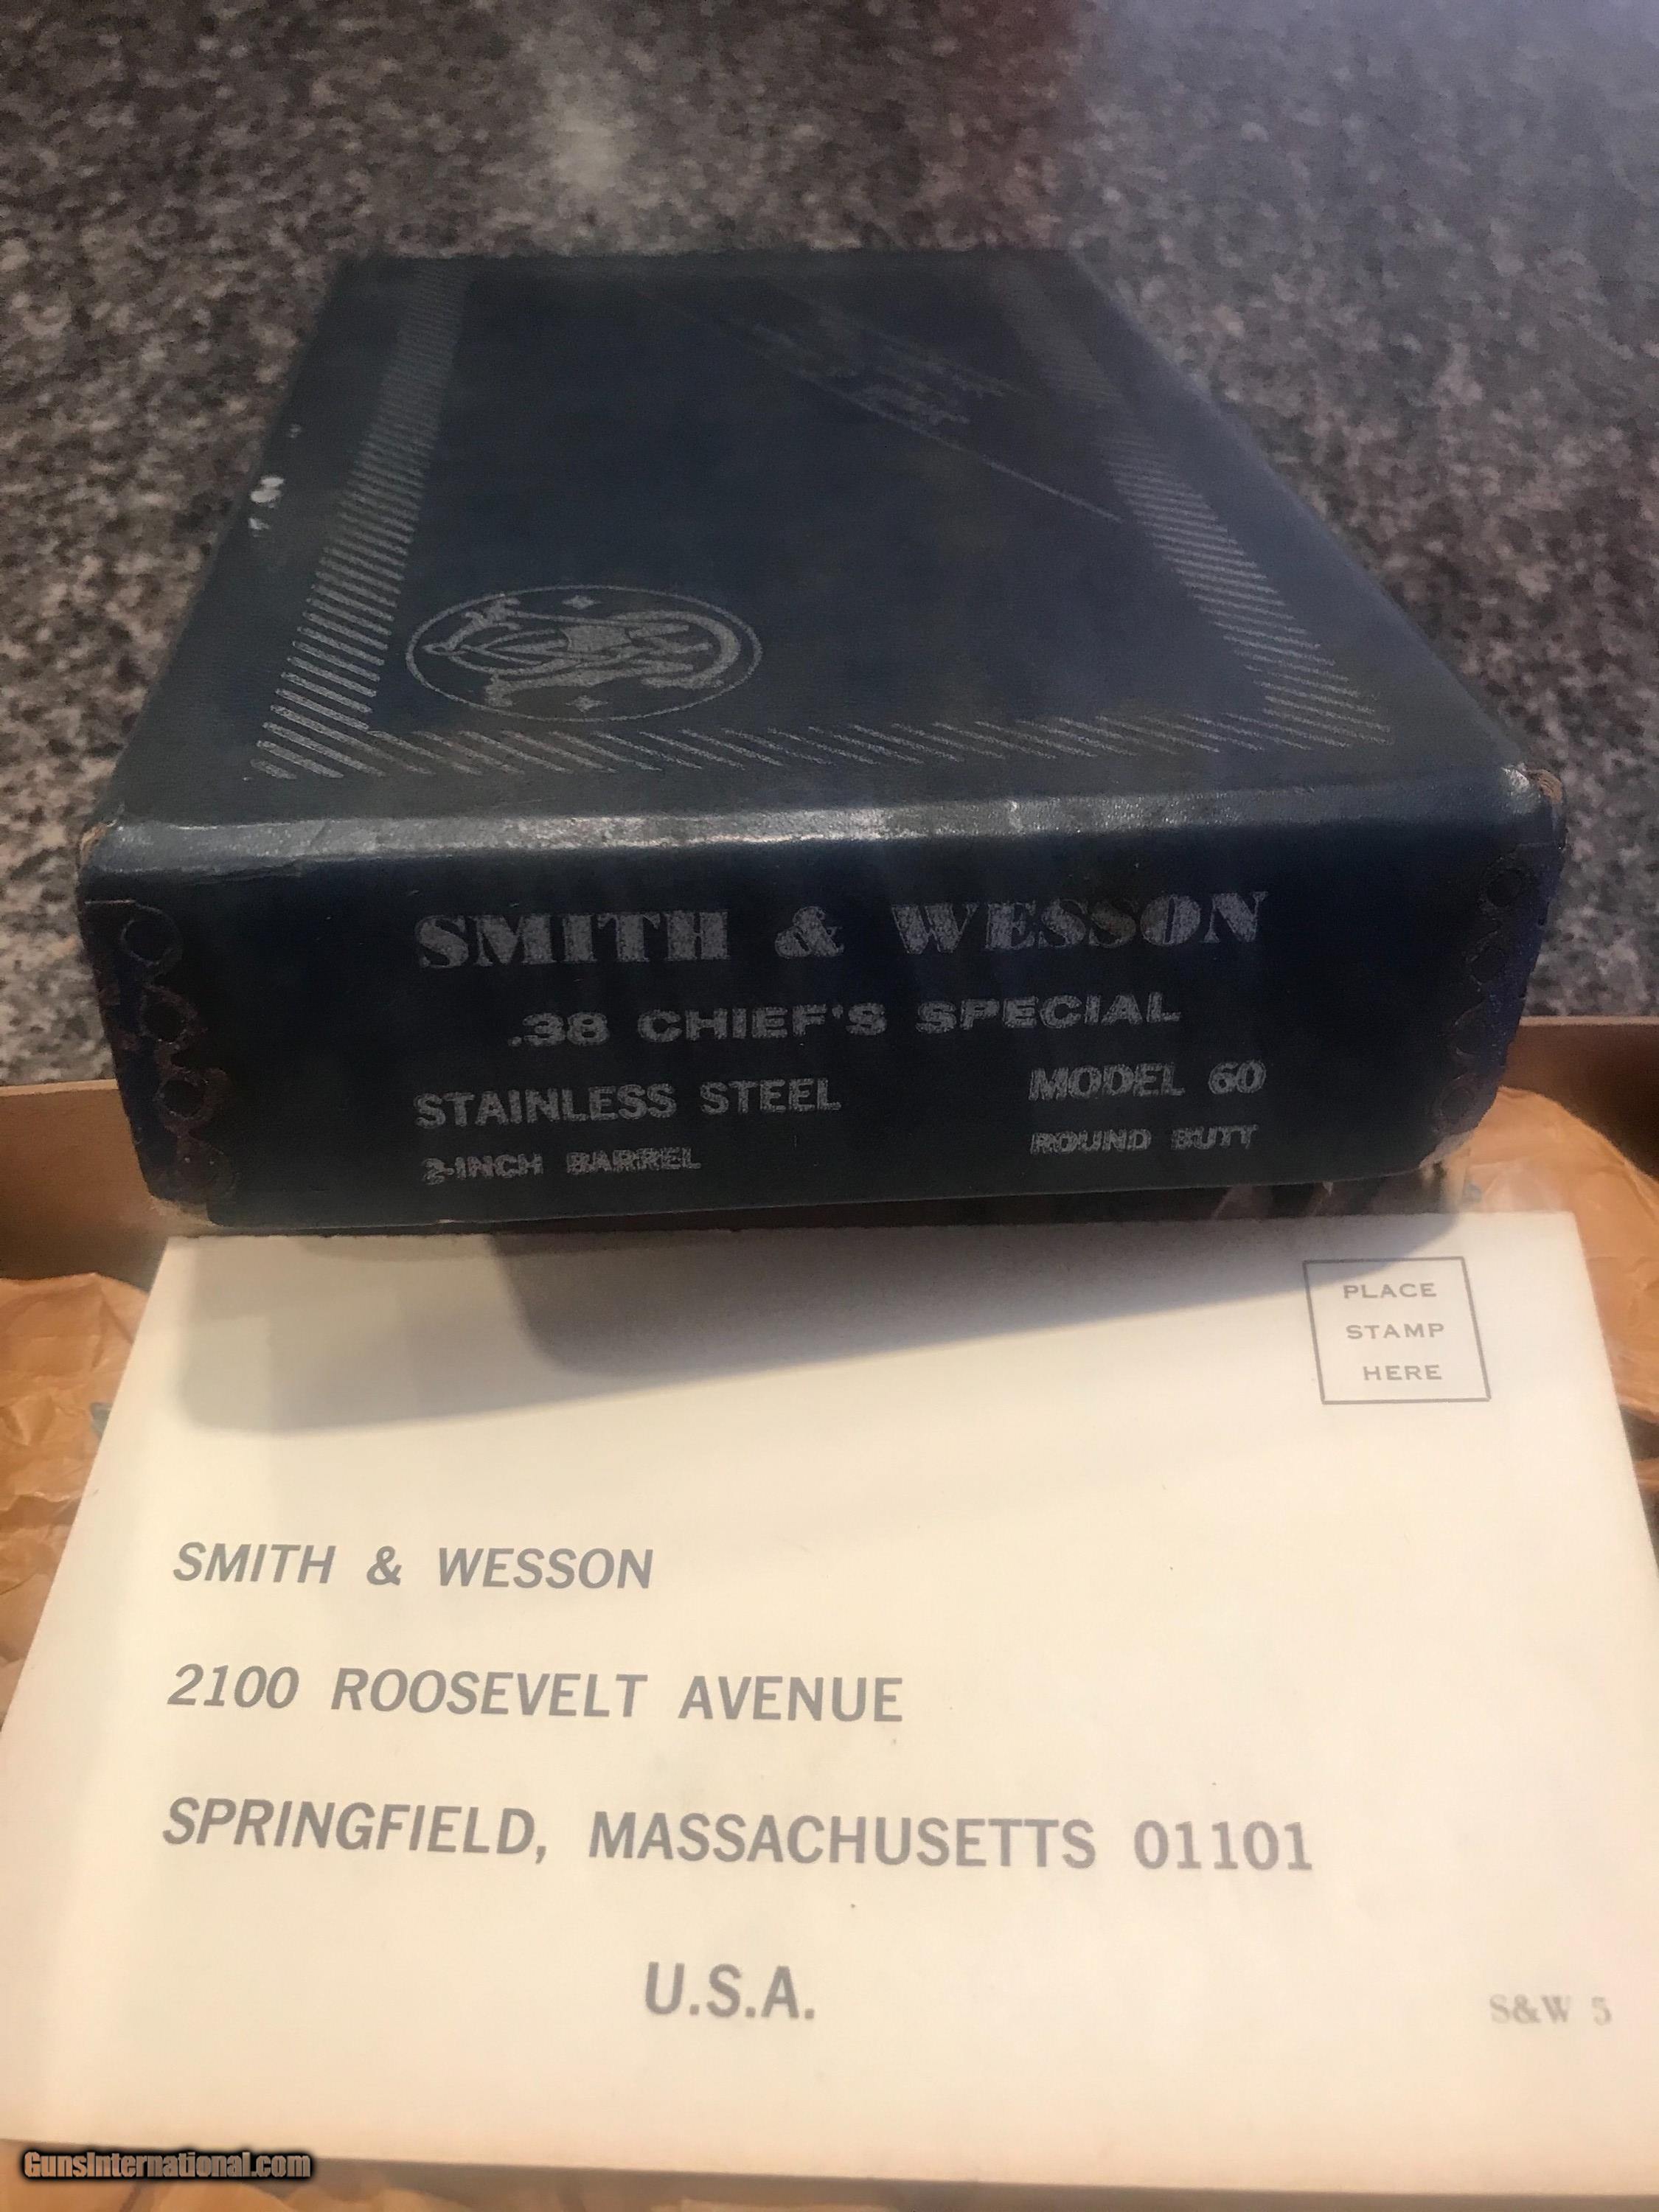 SMITH & WESSON
.38 CHIEF'S SPECIAL
STAINLESS STEEL MODEL 60
2-INCH BARREL ROUND BUTT
PLACE
STAMP
HERE
SMITH & WESSON
2100 ROOSEVELT AVENUE
SPRINGFIELD, MASSACHUSETTS 01101
U.S.A.
S&W 5
GunsInternational.com